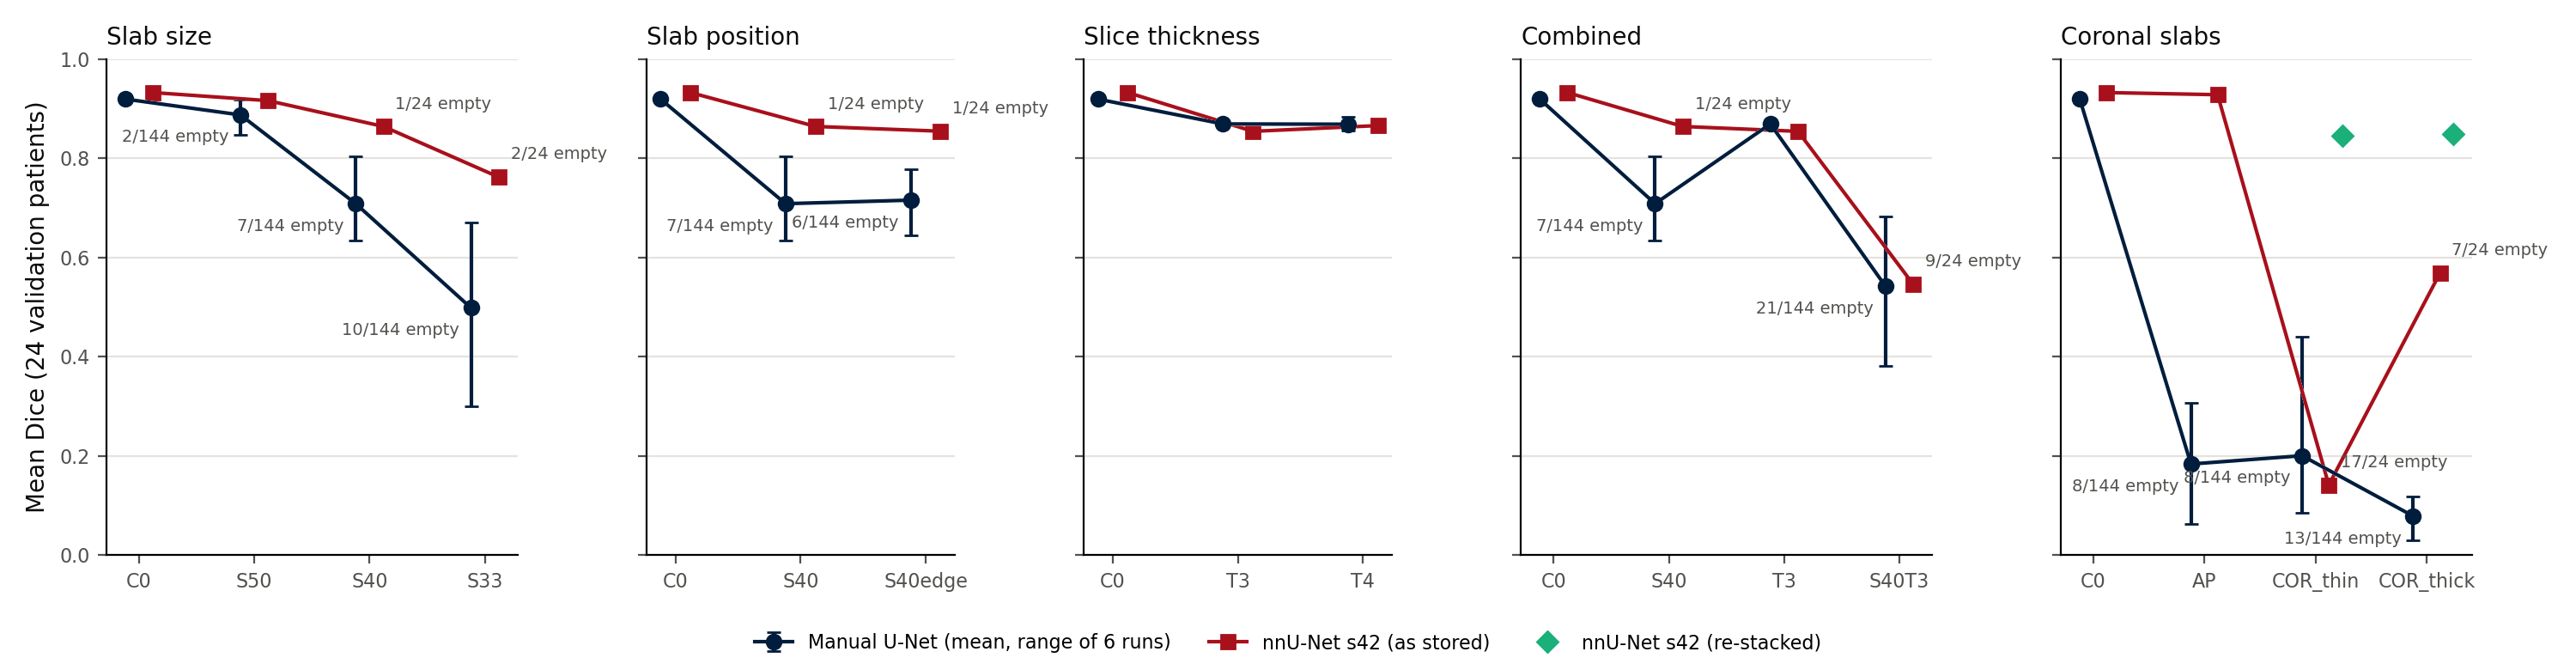 Slab size
Slab position
Slice thickness
Combined
Coronal slabs
Mean Dice (24 validation patients)
1.0
0.8
0.6
0.4
0.2
0.0
2/144 empty
7/144 empty
10/144 empty
1/24 empty
2/24 empty
C0 S50 S40 S33
7/144 empty
6/144 empty
1/24 empty
1/24 empty
C0 S40 S40edge
C0 T3 T4
7/144 empty
1/24 empty
21/144 empty
9/24 empty
C0 S40 T3 S40T3
8/144 empty
8/144 empty
13/144 empty
17/24 empty
7/24 empty
C0 AP COR_thin COR_thick
Manual U-Net (mean, range of 6 runs)
nnU-Net s42 (as stored)
nnU-Net s42 (re-stacked)